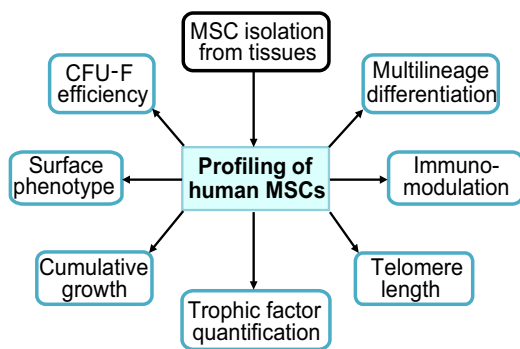 MSC isolation
from tissues
CFU-F
efficiency
Multilineage
differentiation
Surface
phenotype
Profiling of
human MSCs
Immuno-
modulation
Cumulative
growth
Trophic factor
quantification
Telomere
length